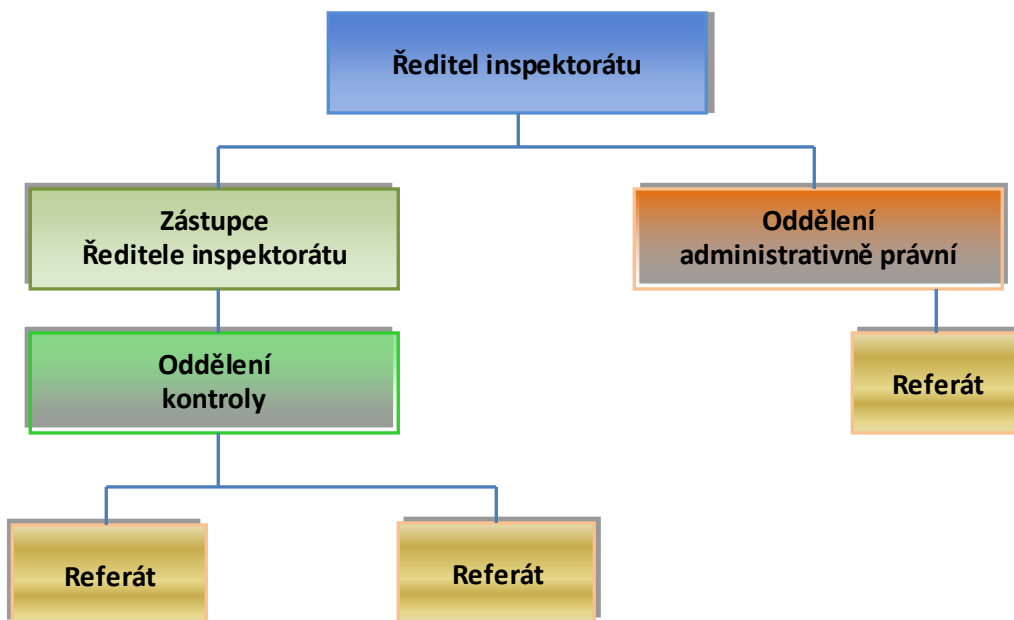 Ředitel inspektorátu
Zástupce
Ředitele inspektorátu
Oddělení
administrativně právní
Oddělení
kontroly
Referát
Referát
Referát